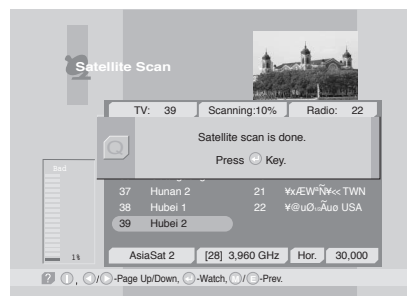 Satellite Scan
TV: 39 Scanning:10% Radio: 22
Satellite scan is done.
Press Key.
Bad
37 Hunan 2 21 ¥xÆWªÑ¥«« TWN
38 Hubei 1 22 ¥@uØ USA
39 Hubei 2
1%
AsiaSat 2 [28] 3,960 GHz Hor. 30,000
? i, -Page Up/Down, -Watch, M / -Prev.